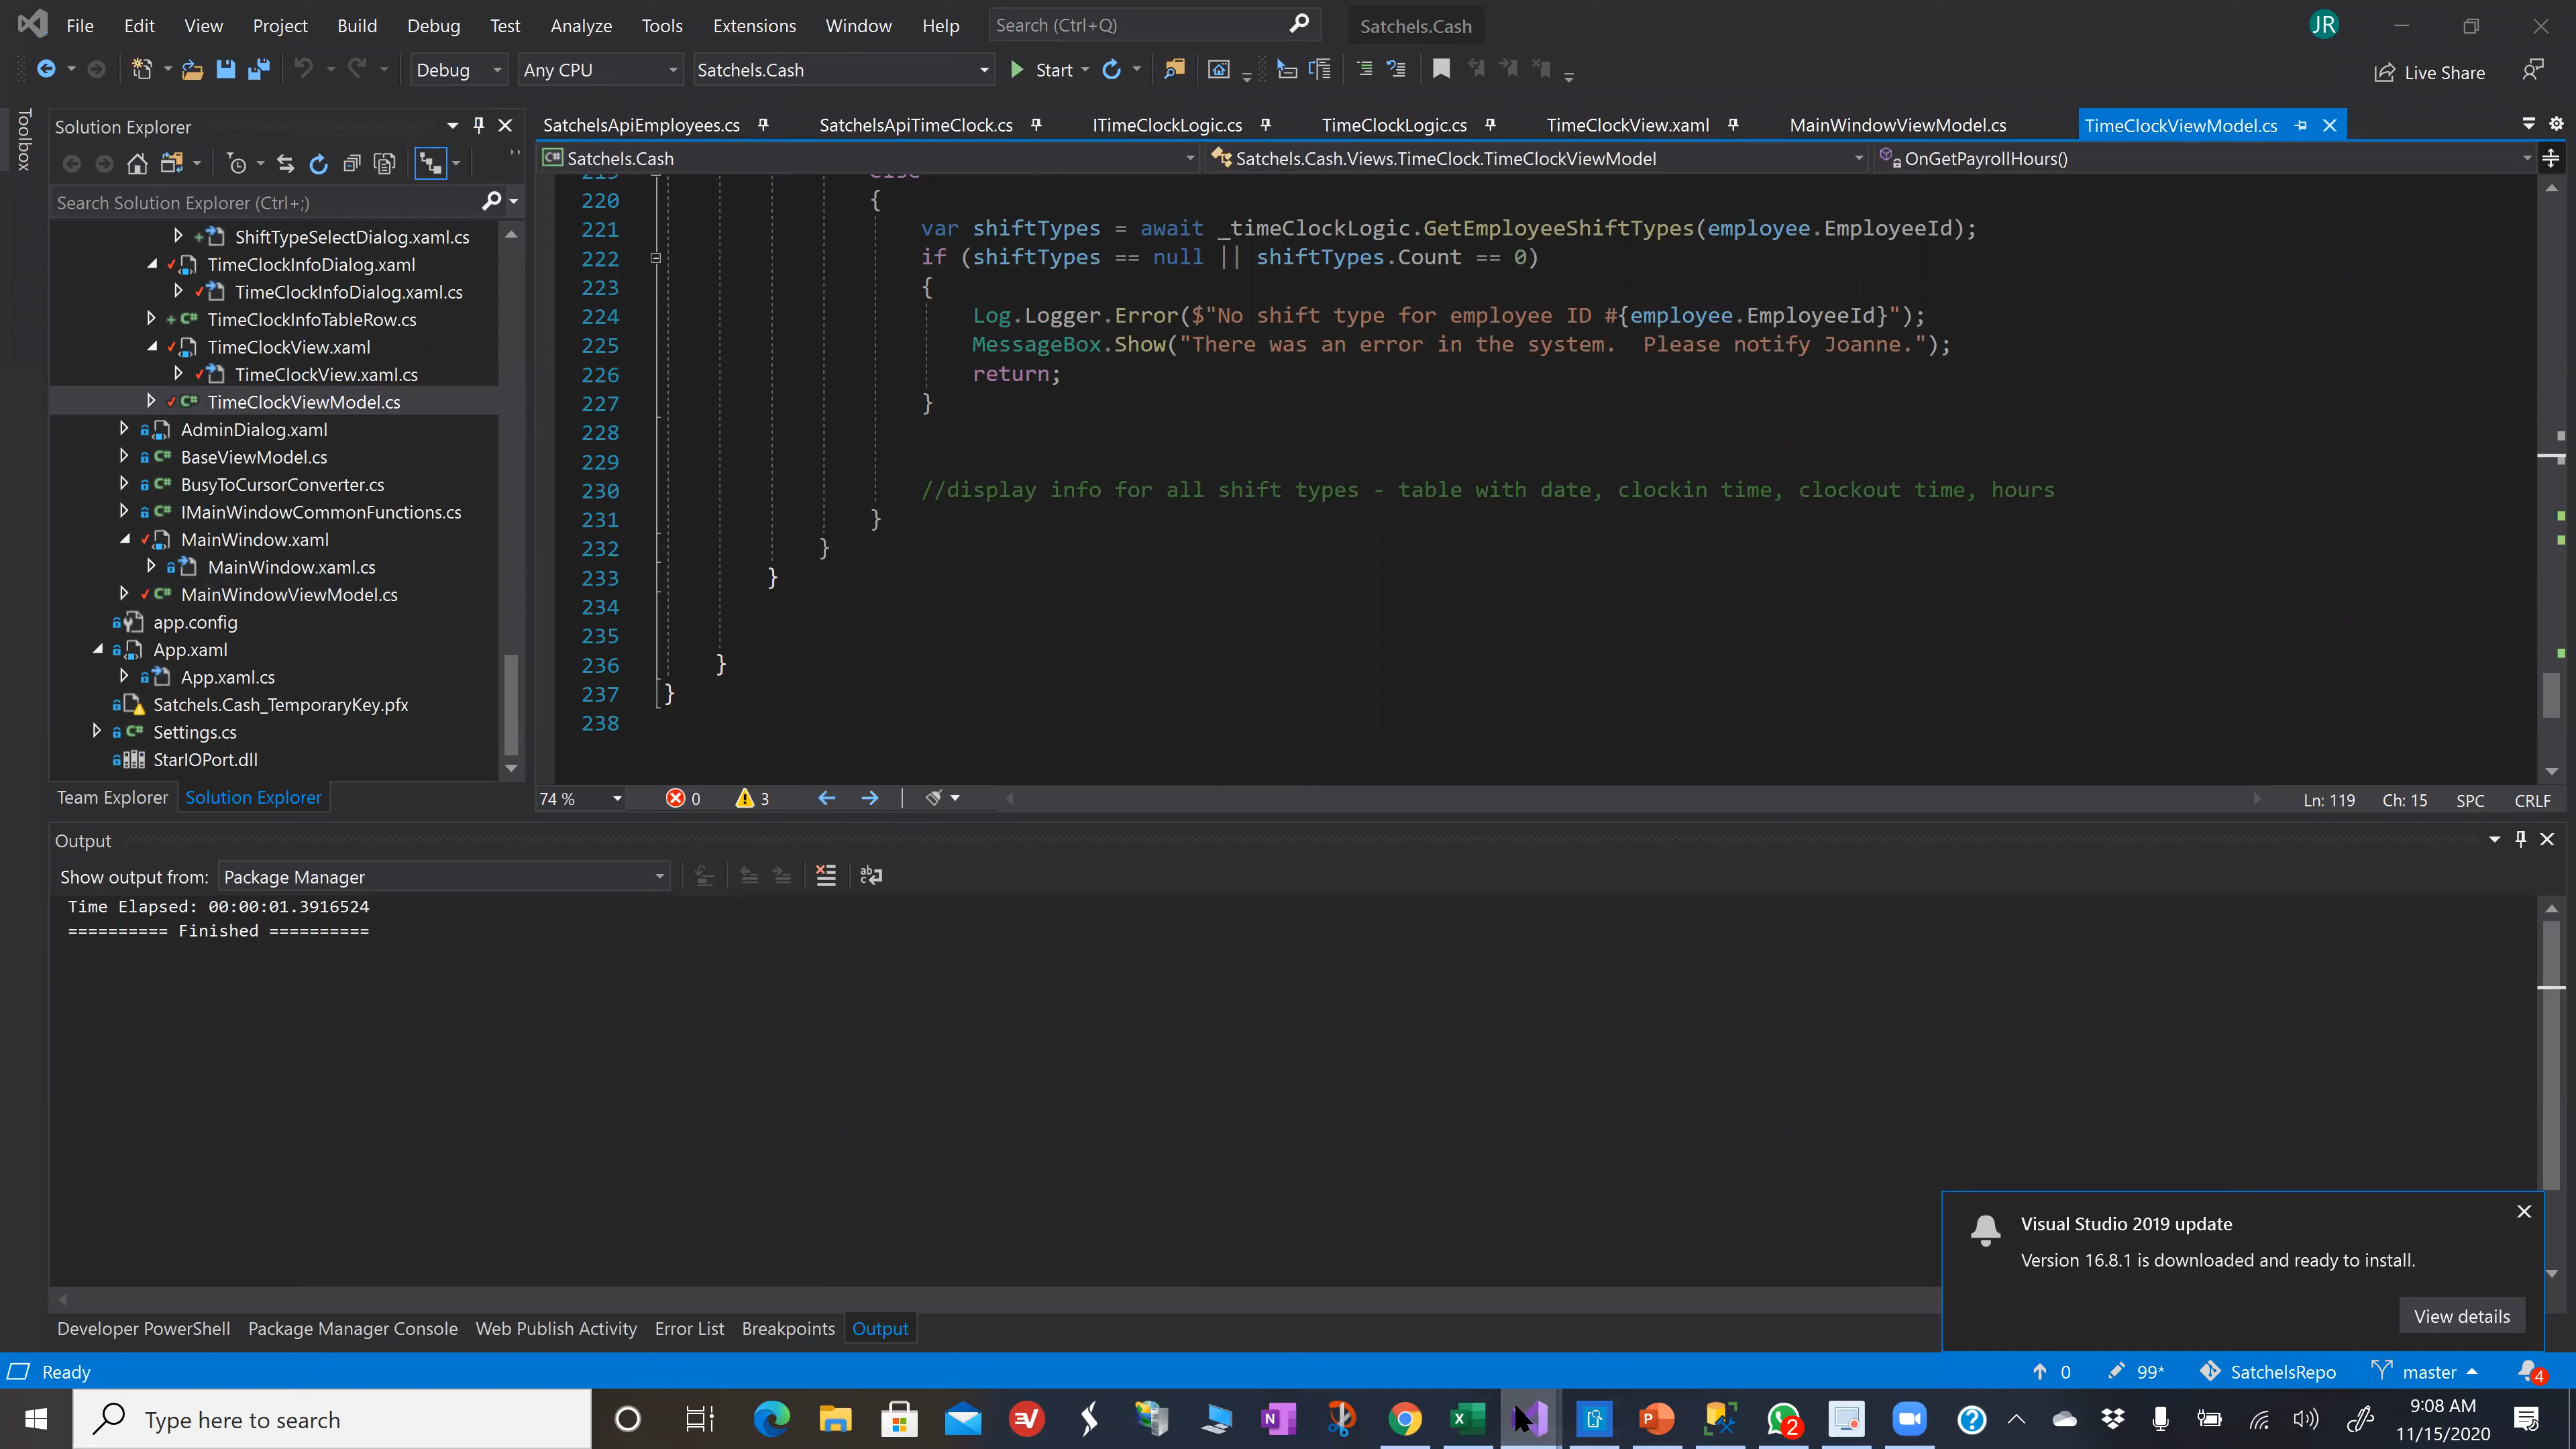 File Edit View Project Build Debug Test Analyze Tools Extensions Window Help Search (Ctrl+Q) Satchels.Cash JR
Debug Any CPU Satchels.Cash Start Live Share
Toolbox
Solution Explorer
Search Solution Explorer (Ctrl+;)
ShiftTypeSelectDialog.xaml.cs
TimeClockInfoDialog.xaml
TimeClockInfoDialog.xaml.cs
TimeClockInfoTableRow.cs
TimeClockView.xaml
TimeClockView.xaml.cs
TimeClockViewModel.cs
AdminDialog.xaml
BaseViewModel.cs
BusyToCursorConverter.cs
IMainWindowCommonFunctions.cs
MainWindow.xaml
MainWindow.xaml.cs
MainWindowViewModel.cs
app.config
App.xaml
App.xaml.cs
Satchels.Cash_TemporaryKey.pfx
Settings.cs
StarIOPort.dll
Team Explorer Solution Explorer
SatchelsApiEmployees.cs SatchelsApiTimeClock.cs ITimeClockLogic.cs TimeClockLogic.cs TimeClockView.xaml MainWindowViewModel.cs TimeClockViewModel.cs
Satchels.Cash Satchels.Cash.Views.TimeClock.TimeClockViewModel OnGetPayrollHours()
219 else
220 {
221 var shiftTypes = await _timeClockLogic.GetEmployeeShiftTypes(employee.EmployeeId);
222 if (shiftTypes == null || shiftTypes.Count == 0)
223 {
224 Log.Logger.Error($"No shift type for employee ID #{employee.EmployeeId}");
225 MessageBox.Show("There was an error in the system.  Please notify Joanne.");
226 return;
227 }
228
229
230 //display info for all shift types - table with date, clockin time, clockout time, hours
231 }
232 }
233 }
234
235
236 }
237 }
238
74 % 0 3 Ln: 119 Ch: 15 SPC CRLF
Output
Show output from: Package Manager
Time Elapsed: 00:00:01.3916524
========== Finished ==========
Visual Studio 2019 update
Version 16.8.1 is downloaded and ready to install.
View details
Developer PowerShell Package Manager Console Web Publish Activity Error List Breakpoints Output
Ready 0 99* SatchelsRepo master 4
Type here to search 2 9:08 AM
11/15/2020